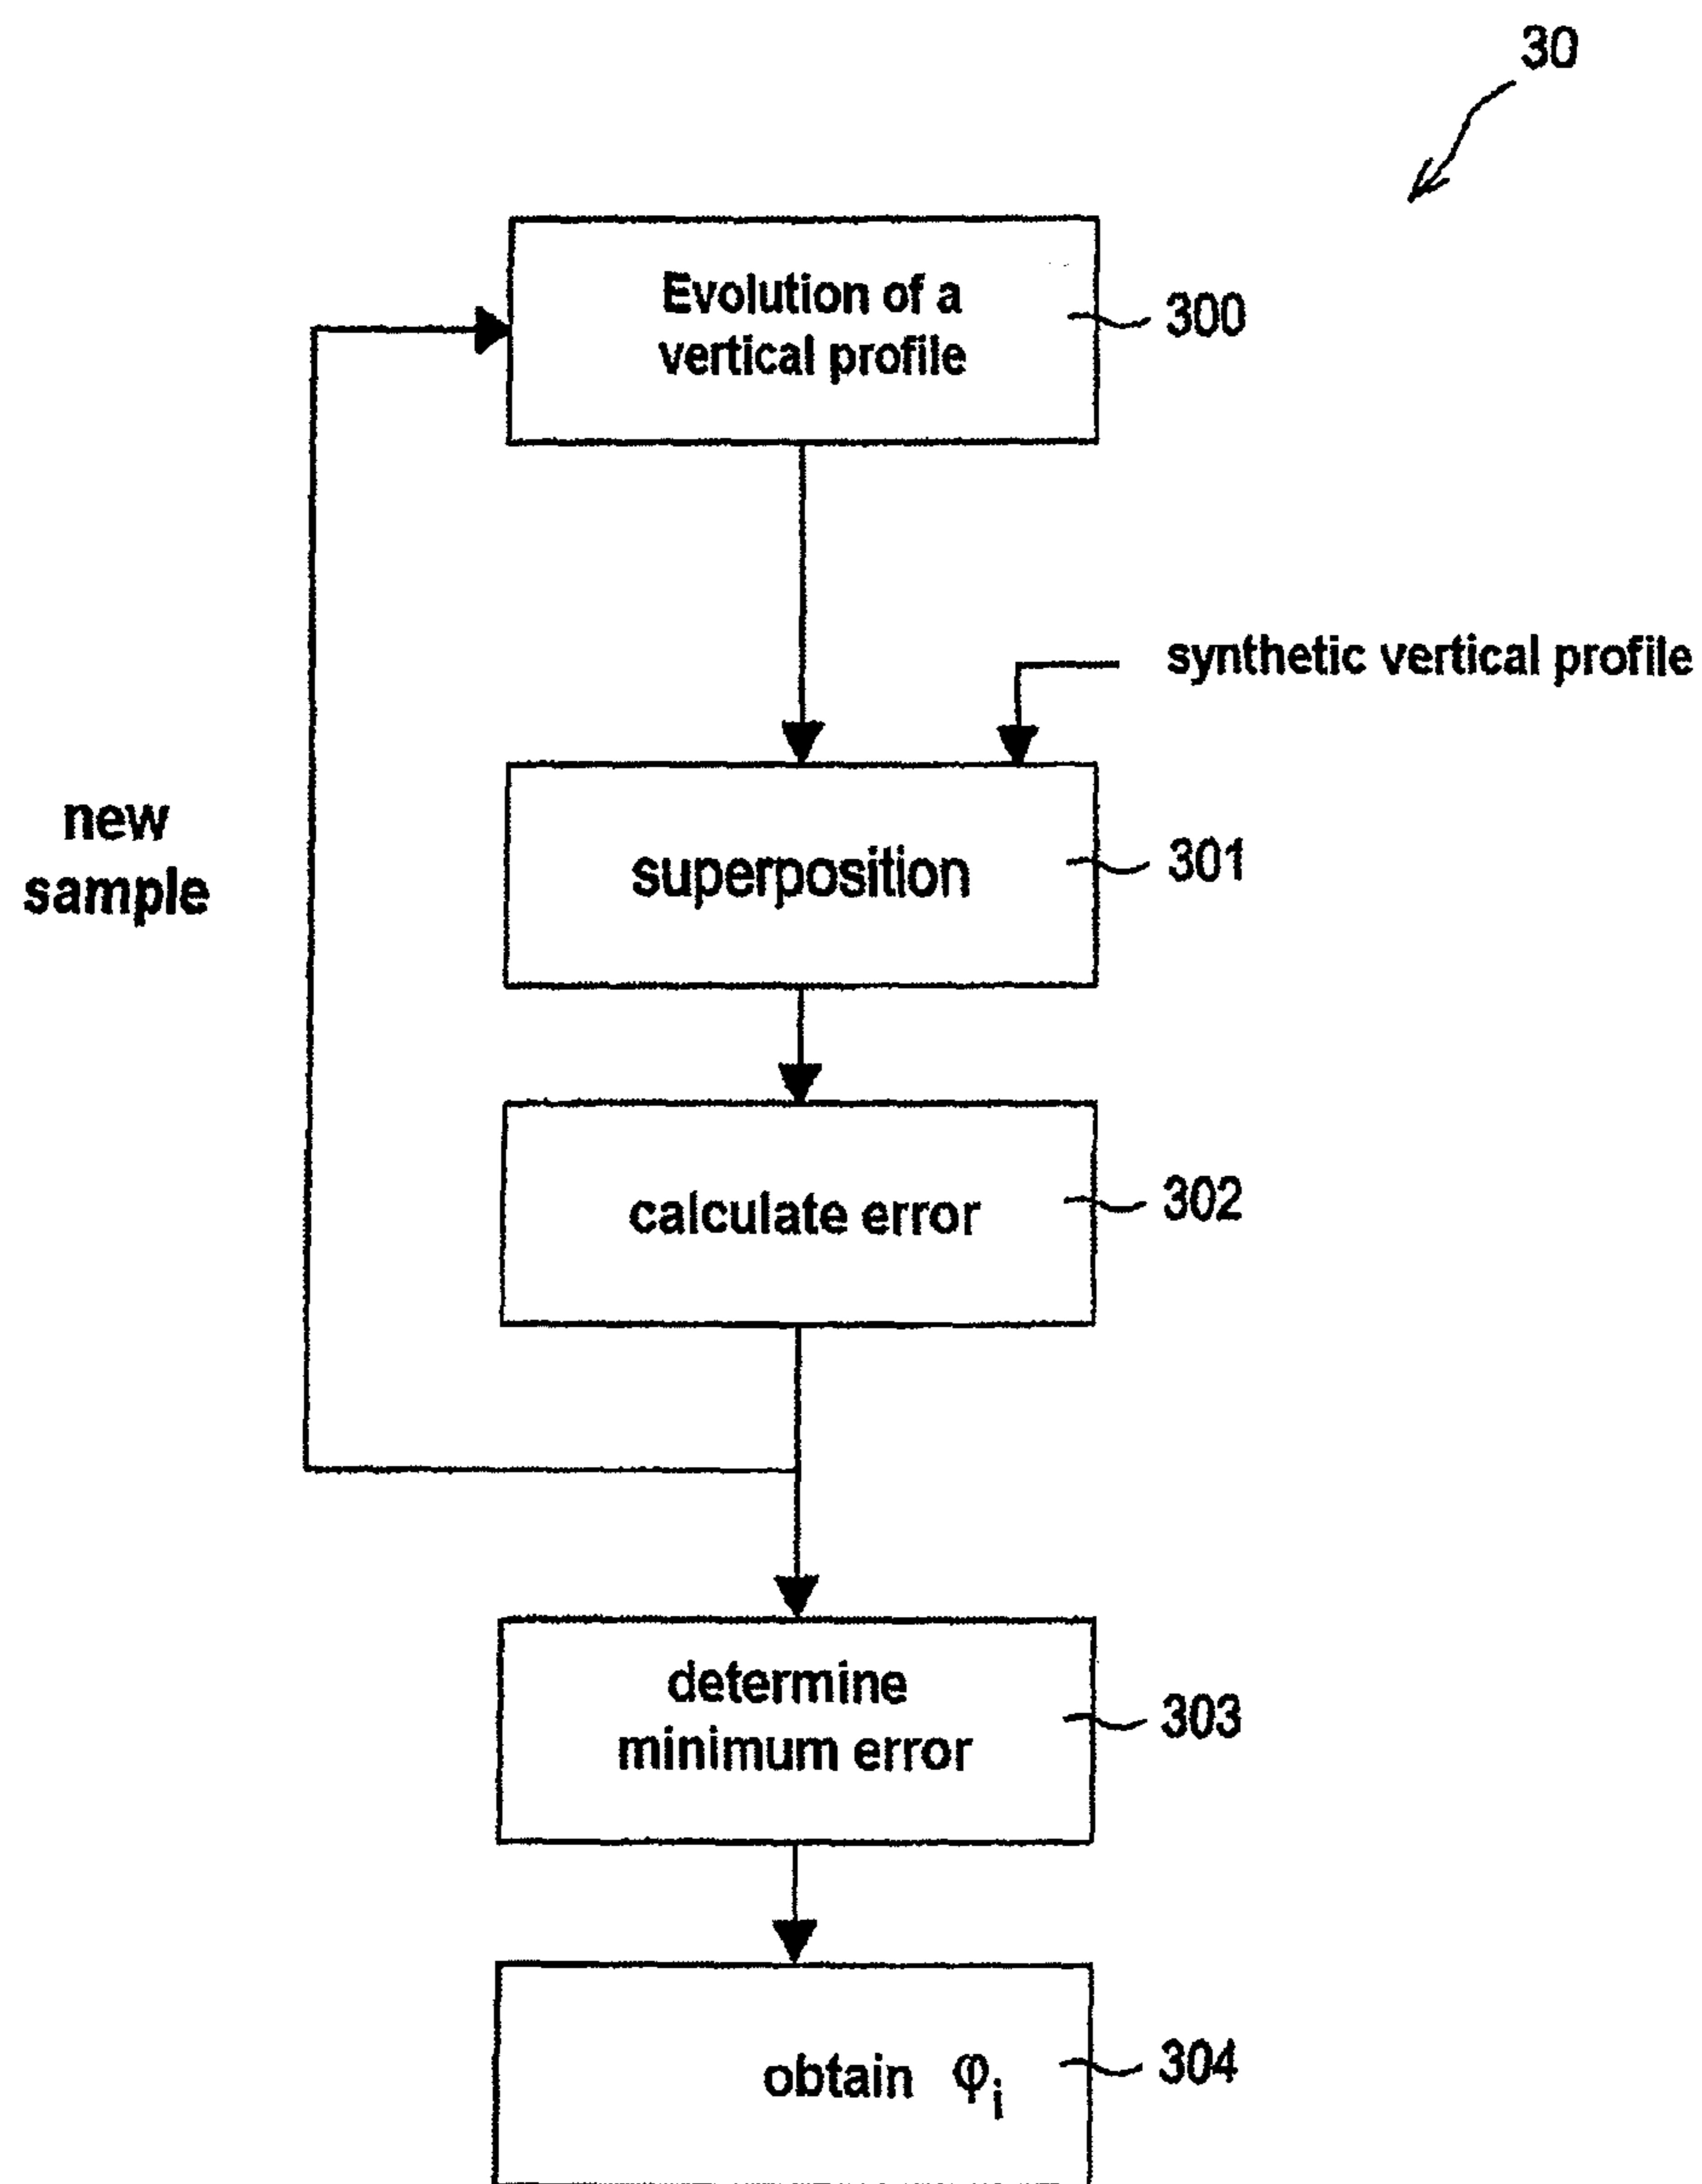 30
Evolution of a
vertical profile
300
synthetic vertical profile
new
sample
superposition
301
calculate error
302
determine
minimum error
303
obtain φi
304